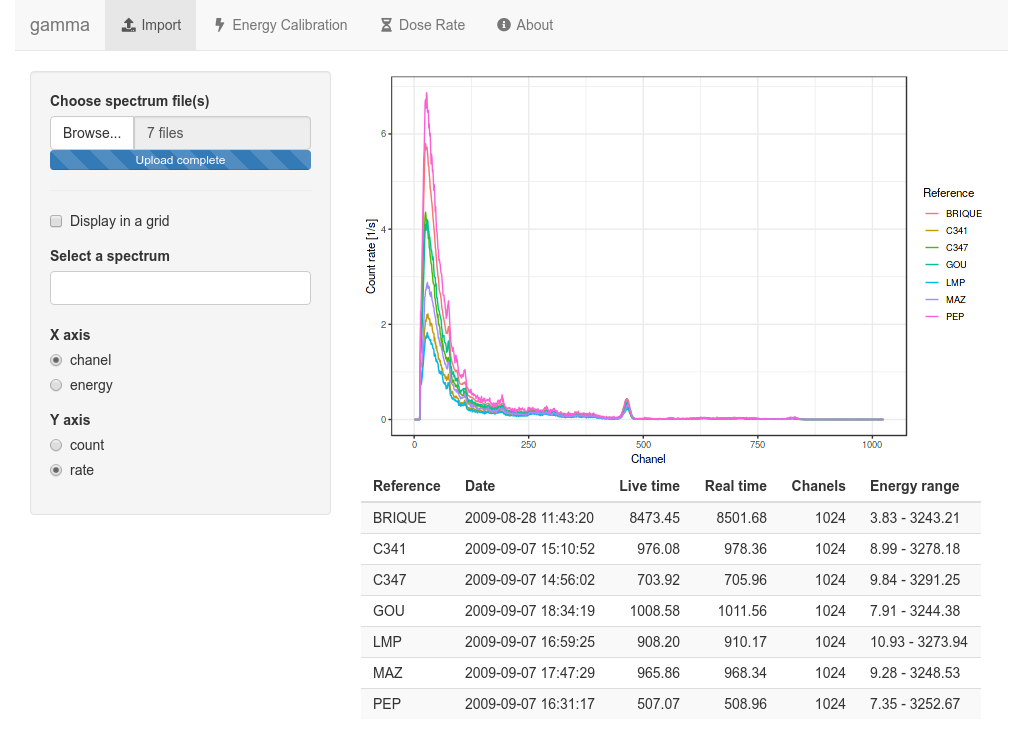 gamma Import Energy Calibration Dose Rate About
Choose spectrum file(s)
Browse... 7 files
Upload complete
Display in a grid
Select a spectrum
X axis
chanel
energy
Y axis
count
rate
Count rate [1/s]
6
4
2
0
0 250 500 750 1000
Chanel
Reference
BRIQUE
C341
C347
GOU
LMP
MAZ
PEP
Reference Date Live time Real time Chanels Energy range
BRIQUE 2009-08-28 11:43:20 8473.45 8501.68 1024 3.83 - 3243.21
C341 2009-09-07 15:10:52 976.08 978.36 1024 8.99 - 3278.18
C347 2009-09-07 14:56:02 703.92 705.96 1024 9.84 - 3291.25
GOU 2009-09-07 18:34:19 1008.58 1011.56 1024 7.91 - 3244.38
LMP 2009-09-07 16:59:25 908.20 910.17 1024 10.93 - 3273.94
MAZ 2009-09-07 17:47:29 965.86 968.34 1024 9.28 - 3248.53
PEP 2009-09-07 16:31:17 507.07 508.96 1024 7.35 - 3252.67